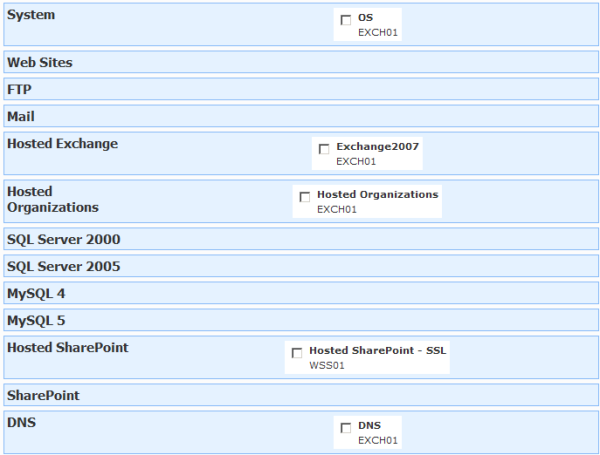 System
OS
EXCH01
Web Sites
FTP
Mail
Hosted Exchange
Exchange2007
EXCH01
Hosted
Organizations
Hosted Organizations
EXCH01
SQL Server 2000
SQL Server 2005
MySQL 4
MySQL 5
Hosted SharePoint
Hosted SharePoint - SSL
WSS01
SharePoint
DNS
DNS
EXCH01